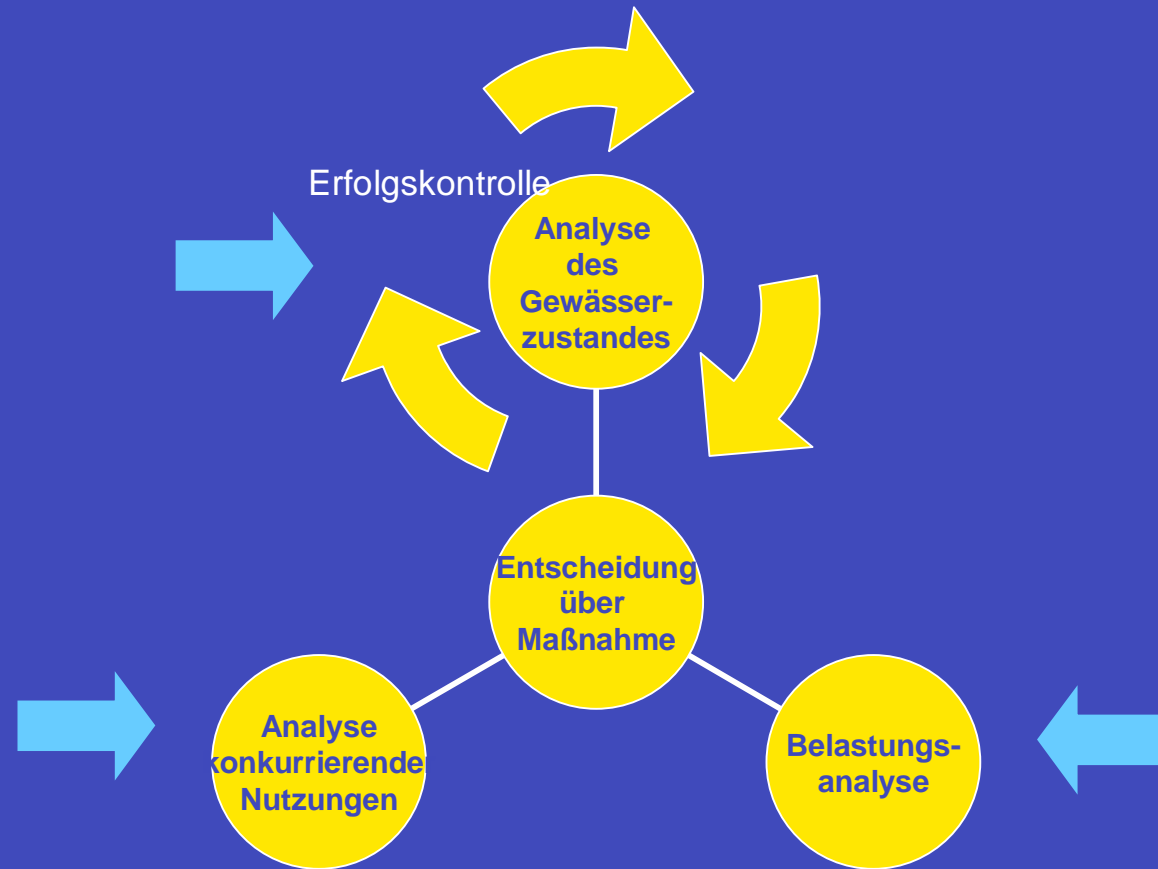 Erfolgskontrolle
Analyse
des
Gewässer-
zustandes
Entscheidung
über
Maßnahme
Analyse
konkurrierender
Nutzungen
Belastungs-
analyse